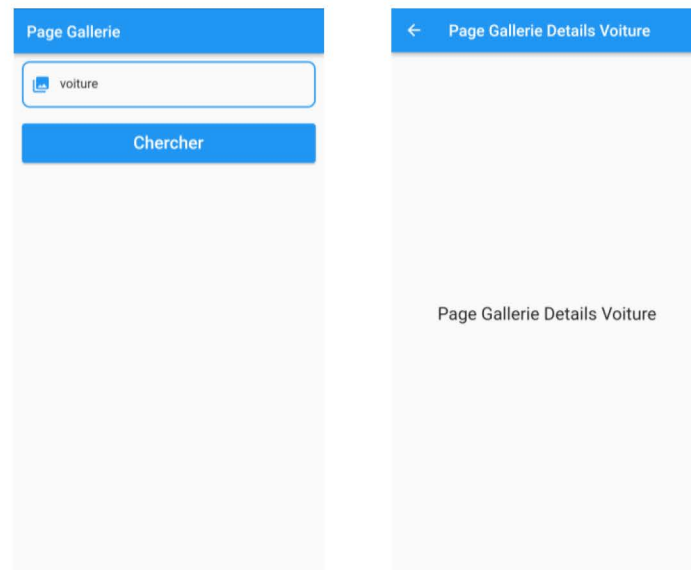 Page Gallerie
voiture
Chercher
Page Gallerie Details Voiture
Page Gallerie Details Voiture